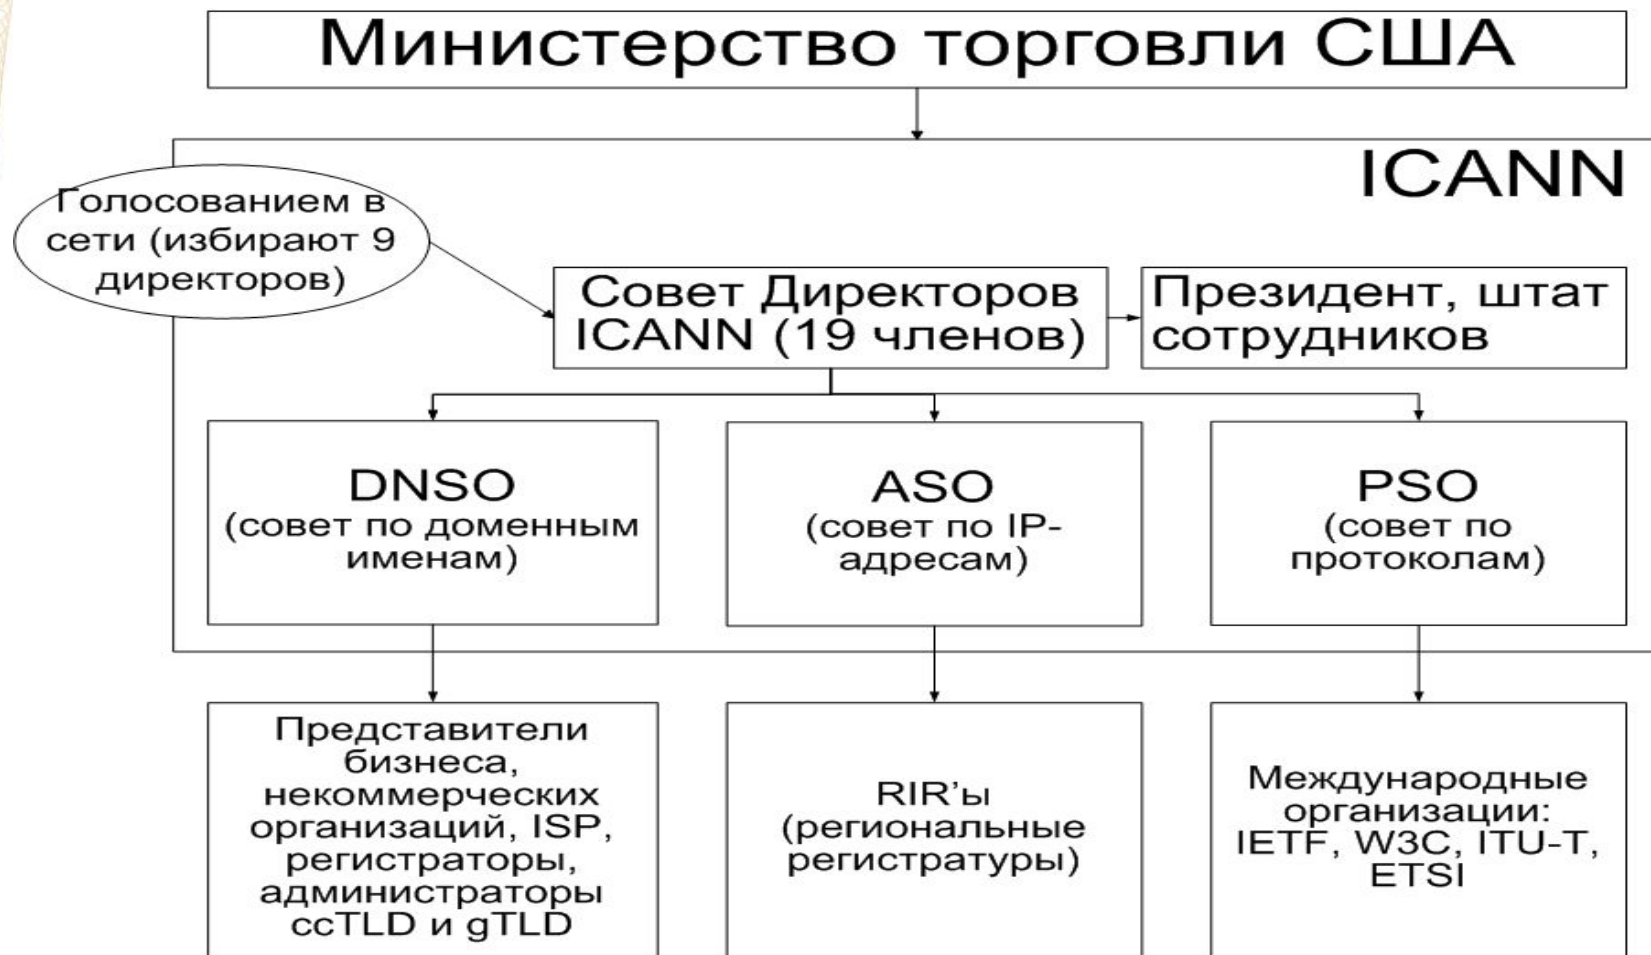 Министерство торговли США
ICANN
Голосованием в
сети (избирают 9
директоров)
Совет Директоров
ICANN (19 членов)
Президент, штат
сотрудников
DNSO
(совет по доменным
именам)
ASO
(совет по IP-
адресам)
PSO
(совет по
протоколам)
Представители
бизнеса,
некоммерческих
организаций, ISP,
регистраторы,
администраторы
ccTLD и gTLD
RIR’ы
(региональные
регистратуры)
Международные
организации:
IETF, W3C, ITU-T,
ETSI